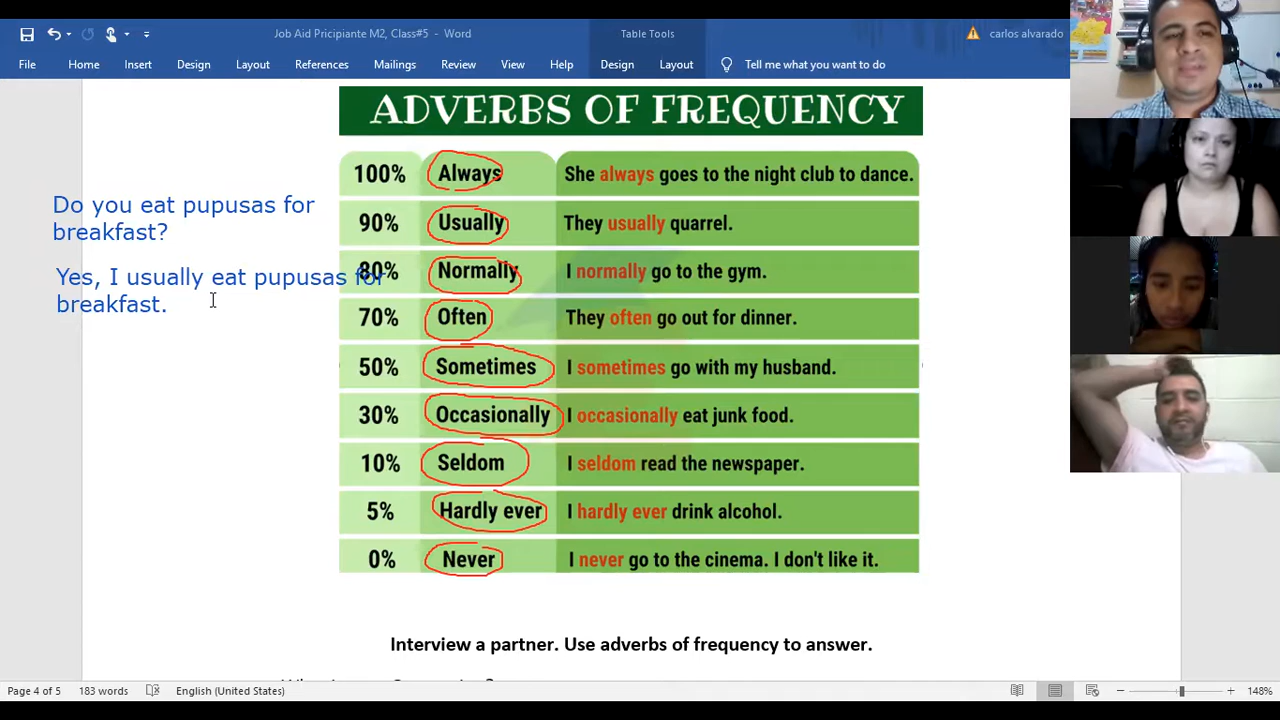 Job Aid Pricipiante M2, Class#5 - Word
Table Tools
carlos alvarado
File Home Insert Design Layout References Mailings Review View Help Design Layout Tell me what you want to do
ADVERBS OF FREQUENCY
100% Always She always goes to the night club to dance.
90% Usually They usually quarrel.
80% Normally I normally go to the gym.
70% Often They often go out for dinner.
50% Sometimes I sometimes go with my husband.
30% Occasionally I occasionally eat junk food.
10% Seldom I seldom read the newspaper.
5% Hardly ever I hardly ever drink alcohol.
0% Never I never go to the cinema. I don't like it.
Do you eat pupusas for
breakfast?
Yes, I usually eat pupusas for
breakfast.
Interview a partner. Use adverbs of frequency to answer.
Page 4 of 5 183 words English (United States) 148%